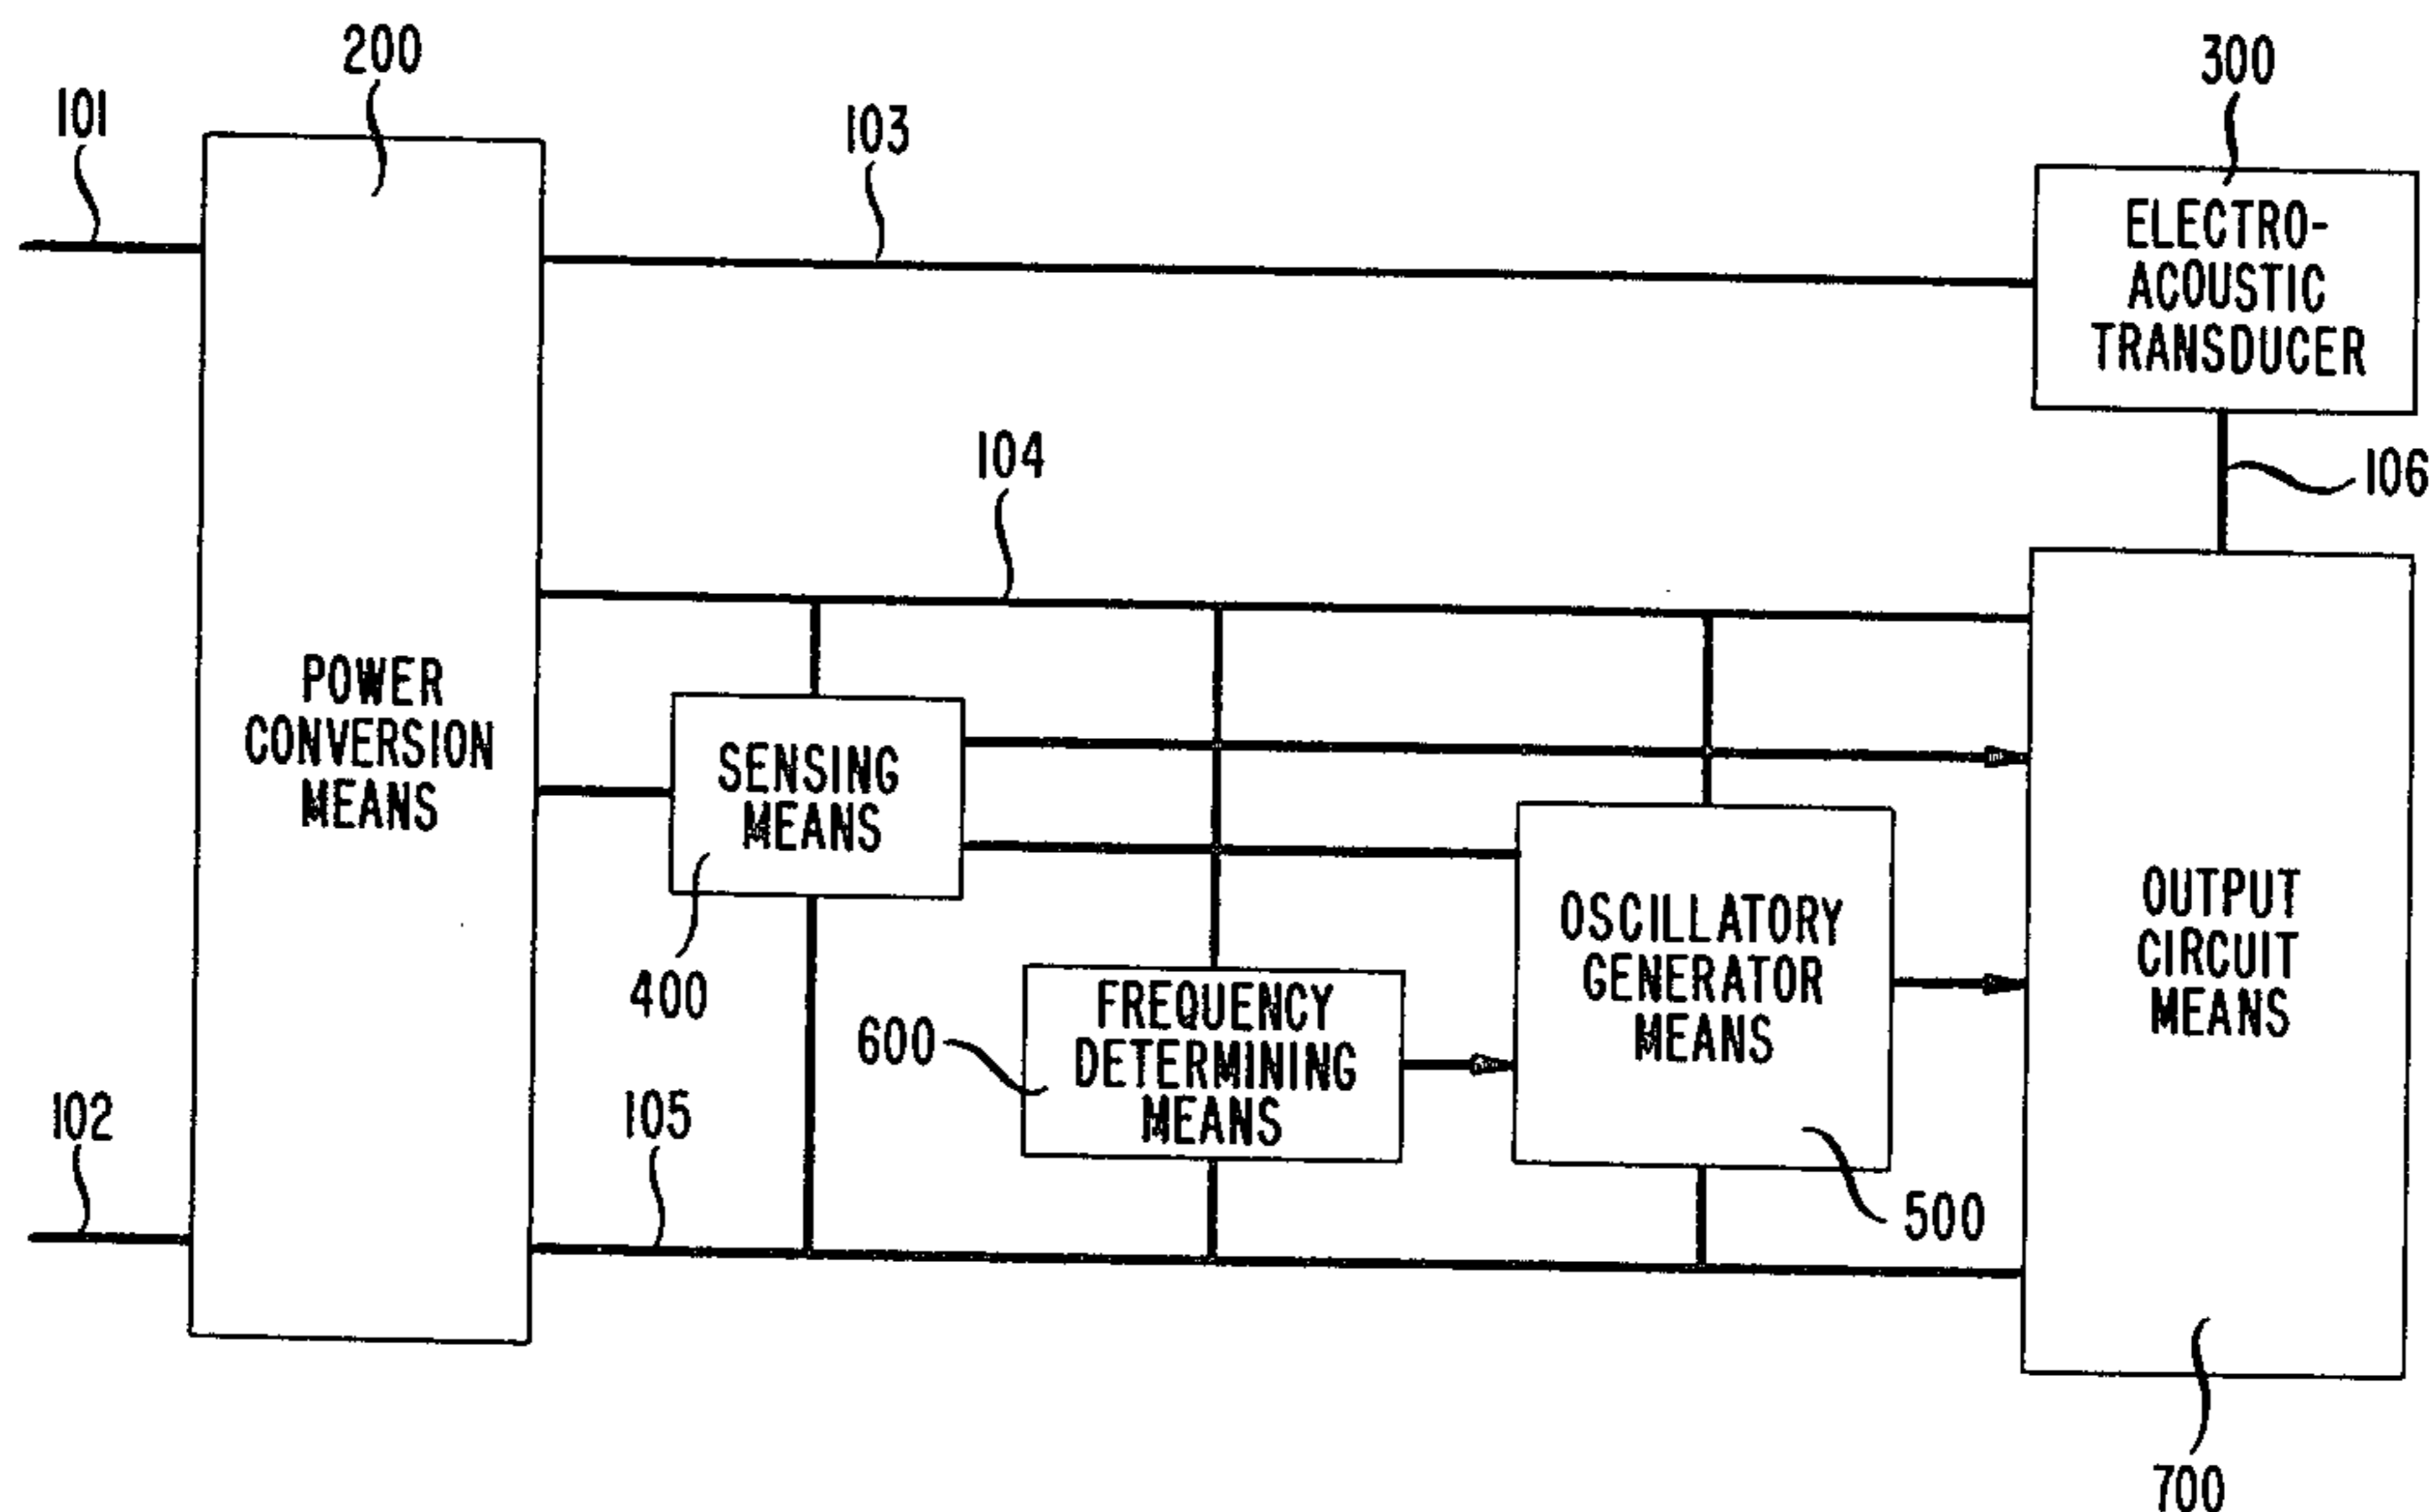 200
300
101
103
ELECTRO-
ACOUSTIC
TRANSDUCER
104
106
POWER
CONVERSION
MEANS
SENSING
MEANS
400
OSCILLATORY
GENERATOR
MEANS
OUTPUT
CIRCUIT
MEANS
600
FREQUENCY
DETERMINING
MEANS
102
105
500
700